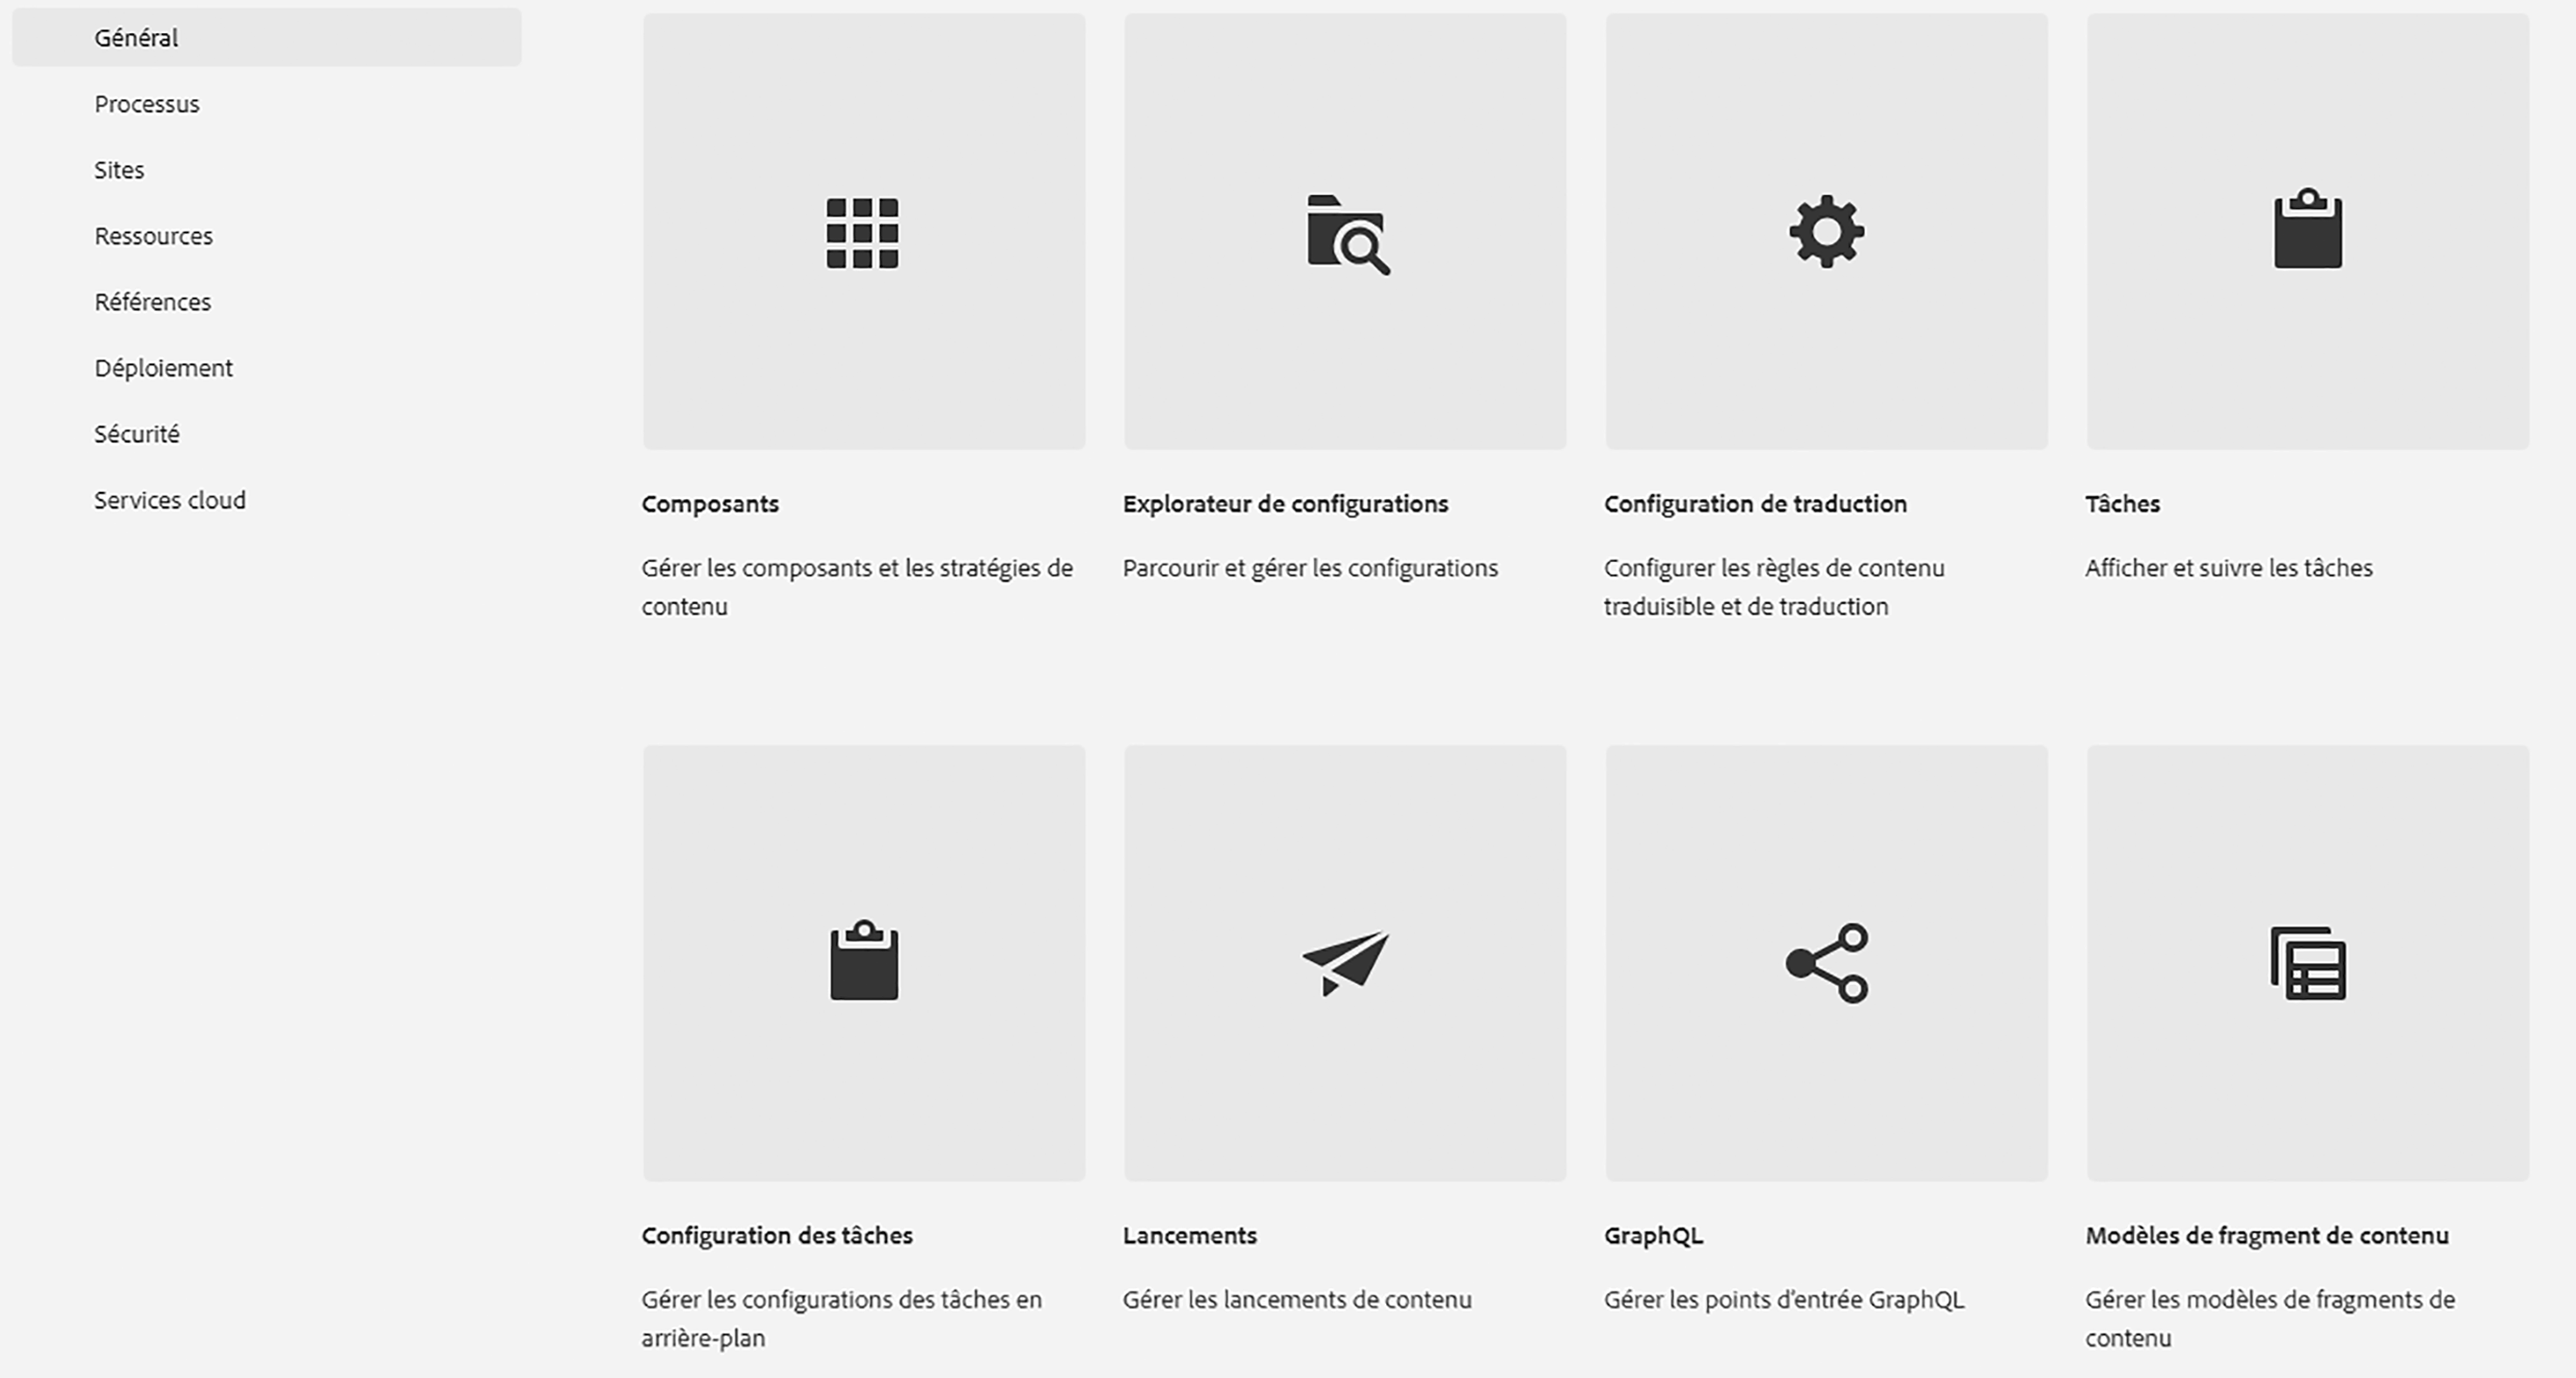 Général
Processus
Sites
Ressources
Références
Déploiement
Sécurité
Services cloud
Composants
Gérer les composants et les stratégies de
contenu
Explorateur de configurations
Parcourir et gérer les configurations
Configuration de traduction
Configurer les règles de contenu
traduisible et de traduction
Tâches
Afficher et suivre les tâches
Configuration des tâches
Gérer les configurations des tâches en
arrière-plan
Lancements
Gérer les lancements de contenu
GraphQL
Gérer les points d'entrée GraphQL
Modèles de fragment de contenu
Gérer les modèles de fragments de
contenu